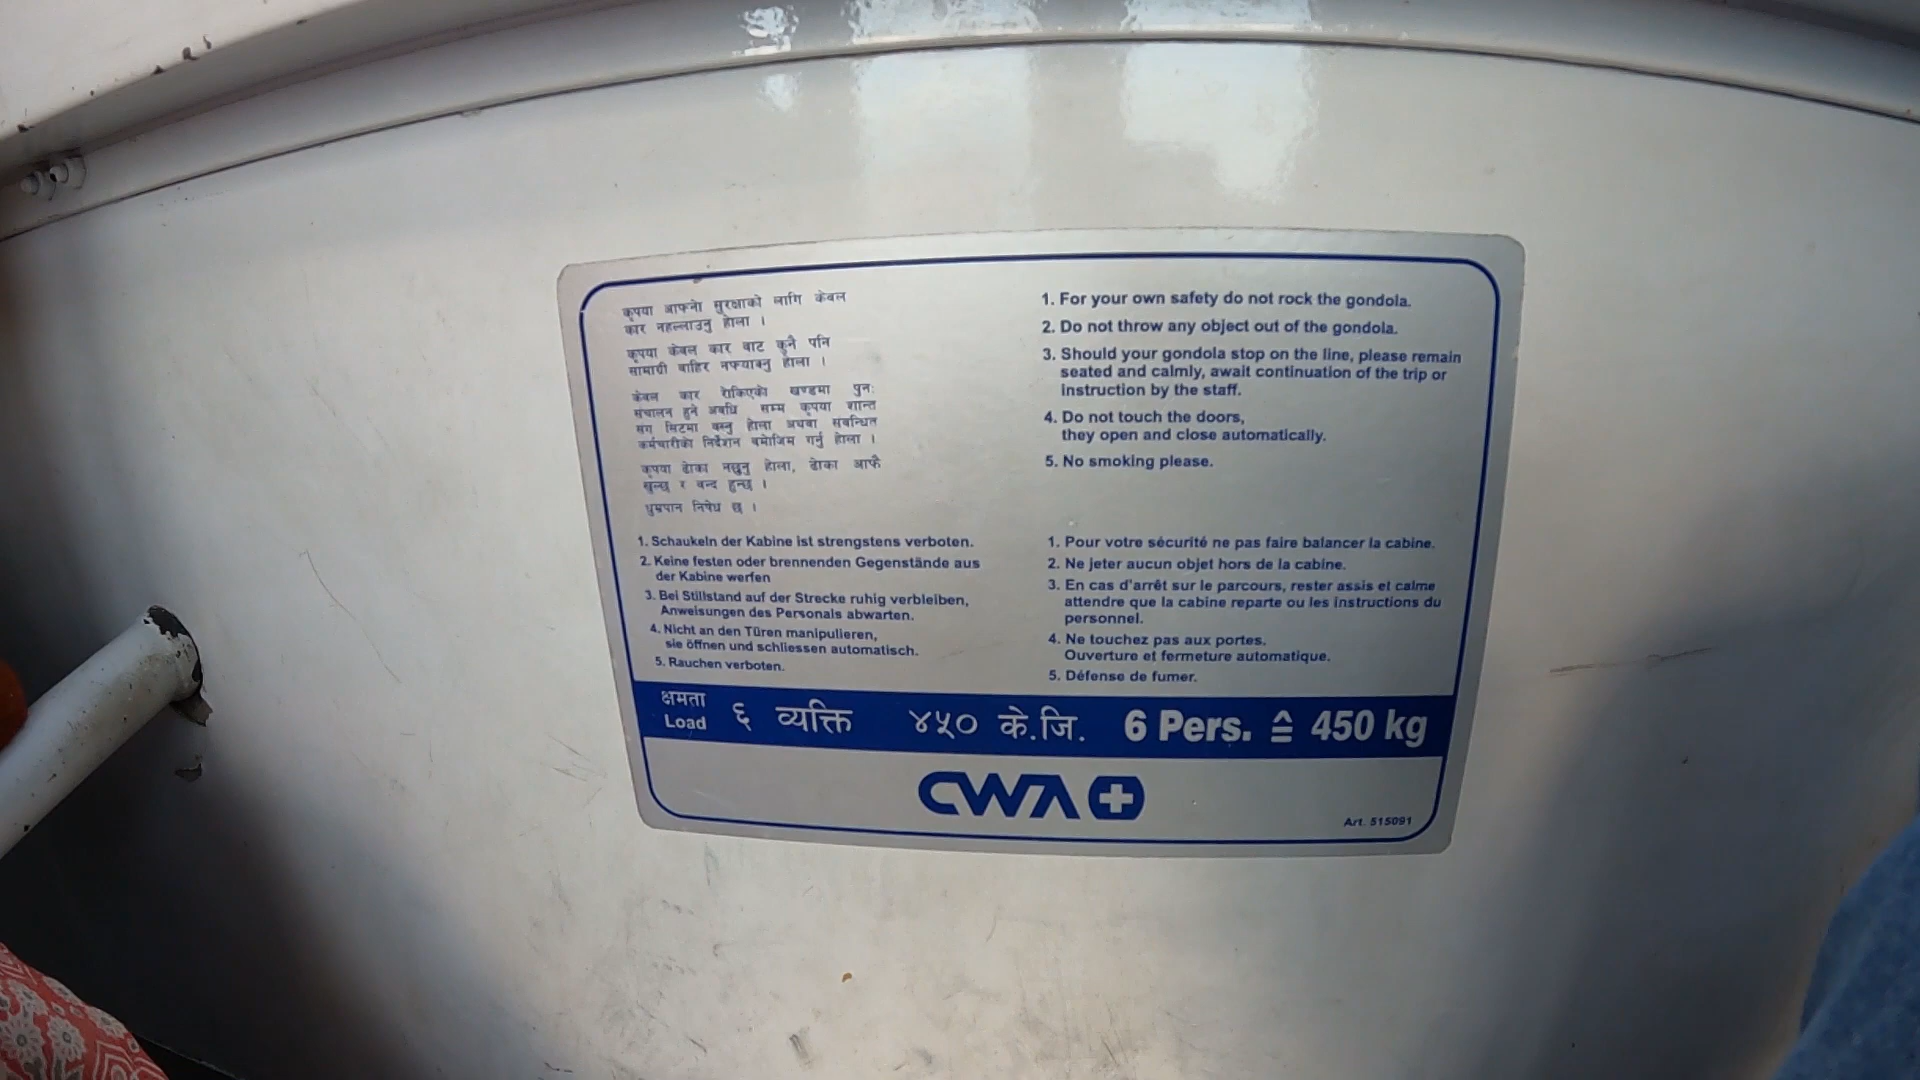 कृपया आफ्नो सुरक्षाको लागि केबल
कार नहल्लाउनु होला ।
कृपया केबल कार बाट कुनै पनि
सामाग्री बाहिर नफ्याक्नु होला ।
केबल कार रोकिएको खण्डमा पुनः
संचालन हुने अवधि सम्म कृपया शान्त
संग सिटमा बस्नु होला अथवा संबन्धित
कर्मचारीको निर्देशन बमोजिम गर्नु होला ।
कृपया ढोका नछुनु होला, ढोका आफै
खुल्छ र बन्द हुन्छ ।
धुम्रपान निषेध छ ।
1. For your own safety do not rock the gondola.
2. Do not throw any object out of the gondola.
3. Should your gondola stop on the line, please remain
seated and calmly, await continuation of the trip or
instruction by the staff.
4. Do not touch the doors,
they open and close automatically.
5. No smoking please.
1. Schaukeln der Kabine ist strengstens verboten.
2. Keine festen oder brennenden Gegenstände aus
der Kabine werfen
3. Bei Stillstand auf der Strecke ruhig verbleiben,
Anweisungen des Personals abwarten.
4. Nicht an den Türen manipulieren,
sie öffnen und schliessen automatisch.
5. Rauchen verboten.
1. Pour votre sécurité ne pas faire balancer la cabine.
2. Ne jeter aucun objet hors de la cabine.
3. En cas d'arrêt sur le parcours, rester assis et calme
attendre que la cabine reparte ou les instructions du
personnel.
4. Ne touchez pas aux portes.
Ouverture et fermeture automatique.
5. Défense de fumer.
क्षमता
Load
६ व्यक्ति ४५० के.जि. 6 Pers. ≙ 450 kg
CWA
Art. 515091